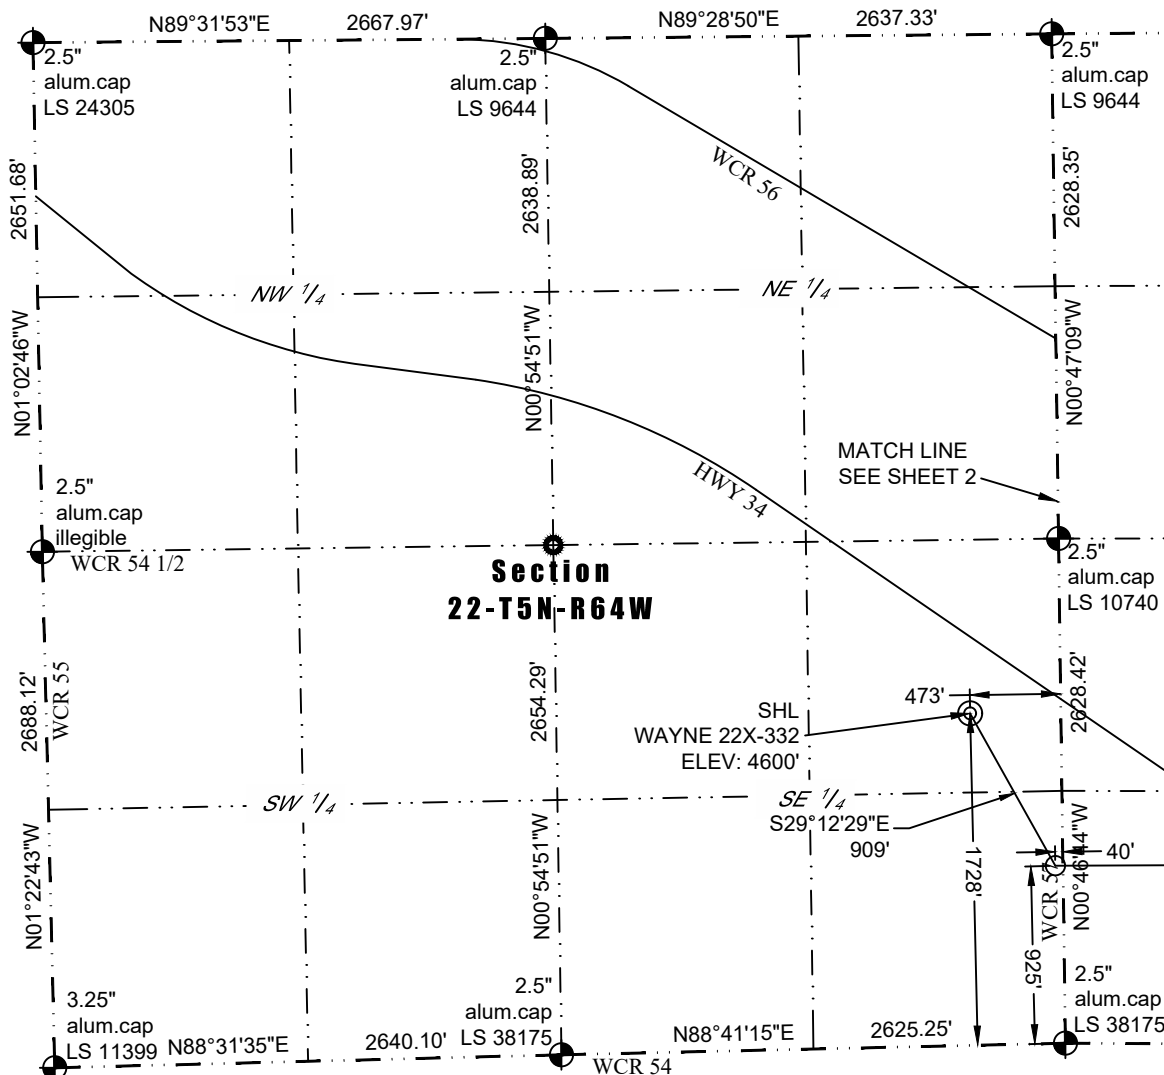 N89°31'53"E 2667.97' N89°28'50"E 2637.33'
2.5"
alum.cap
LS 24305
2.5"
alum.cap
LS 9644
2.5"
alum.cap
LS 9644
2651.68'
2638.89'
2628.35'
WCR 56
NW 1/4
NE 1/4
N01°02'46"W
N00°54'51"W
N00°47'09"W
HWY 34
MATCH LINE
SEE SHEET 2
2.5"
alum.cap
illegible
WCR 54 1/2
Section
22-T5N-R64W
2.5"
alum.cap
LS 10740
2688.12'
WCR 55
2654.29'
2628.42'
473'
SHL
WAYNE 22X-332
ELEV: 4600'
SW 1/4
SE 1/4
S29°12'29"E
909'
1728'
40'
N01°22'43"W
N00°54'51"W
WCR
N00°46'44"W
925'
3.25"
alum.cap
LS 11399
2.5"
alum.cap
LS 38175
2.5"
alum.cap
LS 38175
N88°31'35"E 2640.10' N88°41'15"E 2625.25'
WCR 54